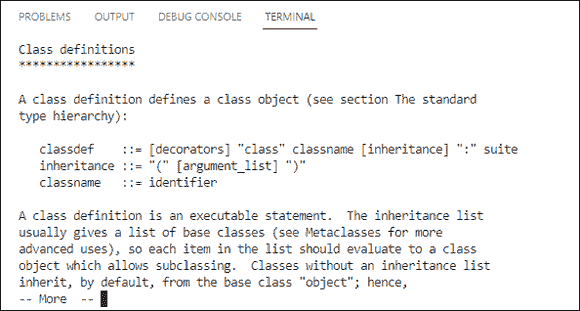 PROBLEMS OUTPUT DEBUG CONSOLE TERMINAL
Class definitions
*****************
A class definition defines a class object (see section The standard
type hierarchy):
classdef ::= [decorators] "class" classname [inheritance] ":" suite
inheritance ::= "(" [argument_list] ")"
classname ::= identifier
A class definition is an executable statement.  The inheritance list
usually gives a list of base classes (see Metaclasses for more
advanced uses), so each item in the list should evaluate to a class
object which allows subclassing.  Classes without an inheritance list
inherit, by default, from the base class "object"; hence,
-- More  --